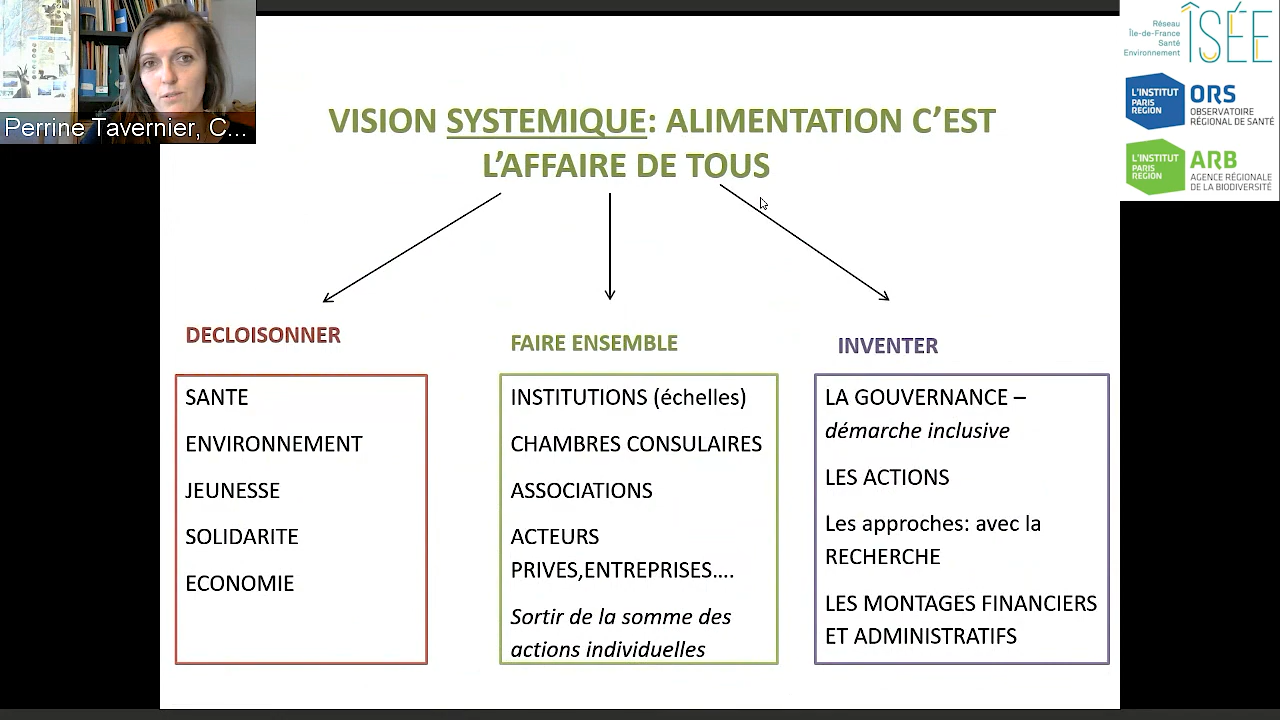 Perrine Tavernier, C...
Réseau
Île-de-France
Santé
Environnement
ÎSÉE
L'INSTITUT
PARIS
REGION
ORS
OBSERVATOIRE
RÉGIONAL DE SANTÉ
L'INSTITUT
PARIS
REGION
ARB
AGENCE RÉGIONALE
DE LA BIODIVERSITÉ
VISION SYSTEMIQUE: ALIMENTATION C'EST
L'AFFAIRE DE TOUS
DECLOISONNER
SANTE
ENVIRONNEMENT
JEUNESSE
SOLIDARITE
ECONOMIE
FAIRE ENSEMBLE
INSTITUTIONS (échelles)
CHAMBRES CONSULAIRES
ASSOCIATIONS
ACTEURS
PRIVES,ENTREPRISES....
Sortir de la somme des
actions individuelles
INVENTER
LA GOUVERNANCE –
démarche inclusive
LES ACTIONS
Les approches: avec la
RECHERCHE
LES MONTAGES FINANCIERS
ET ADMINISTRATIFS